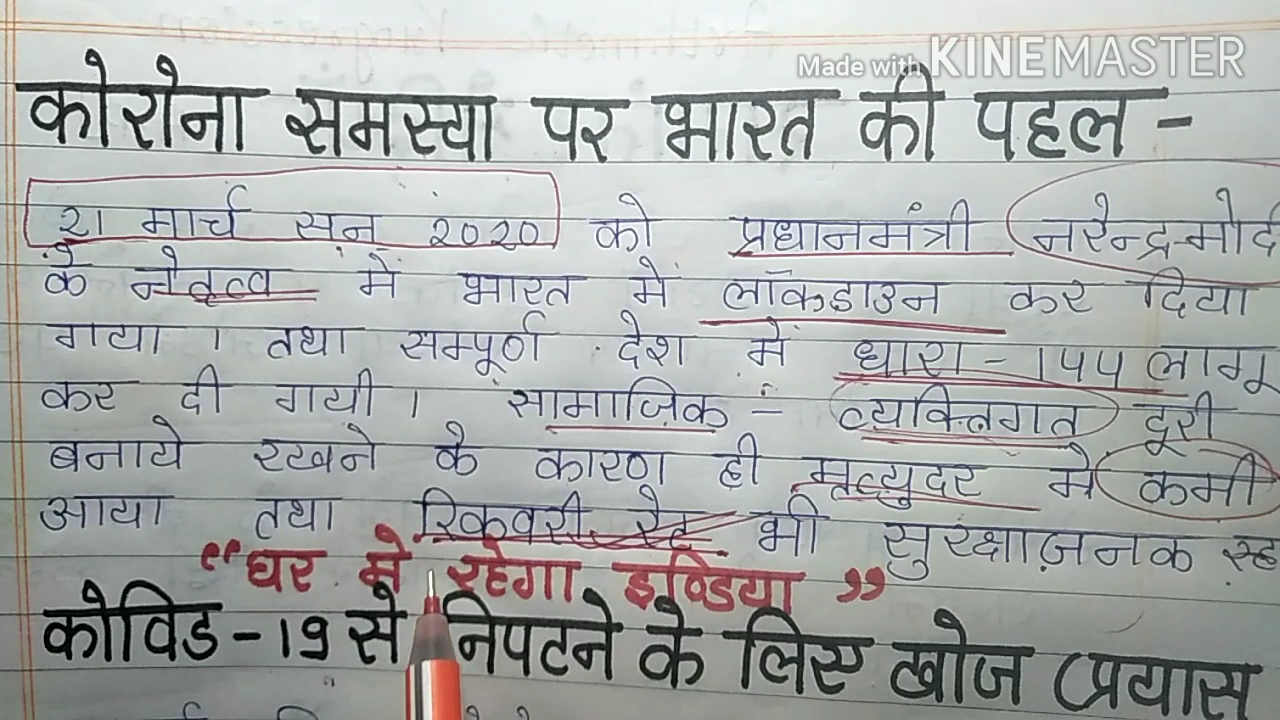 Made with KINEMASTER
कोरोना समस्या पर भारत की पहल -
21 मार्च सन् 2020 को प्रधानमंत्री नरेन्द्र मोदी
के नेतृत्व में भारत में लॉकडाउन कर दिया
गया । तथा सम्पूर्ण देश में धारा - 144 लागू
कर दी गयी । सामाजिक - व्यक्तिगत दूरी
बनाये रखने के कारण ही मृत्युदर में कमी
आया तथा रिकवरी रेट भी सुरक्षाज़नक
“ घर में रहेगा इण्डिया ”
कोविड - 19 से निपटने के लिए खोज (प्रयास